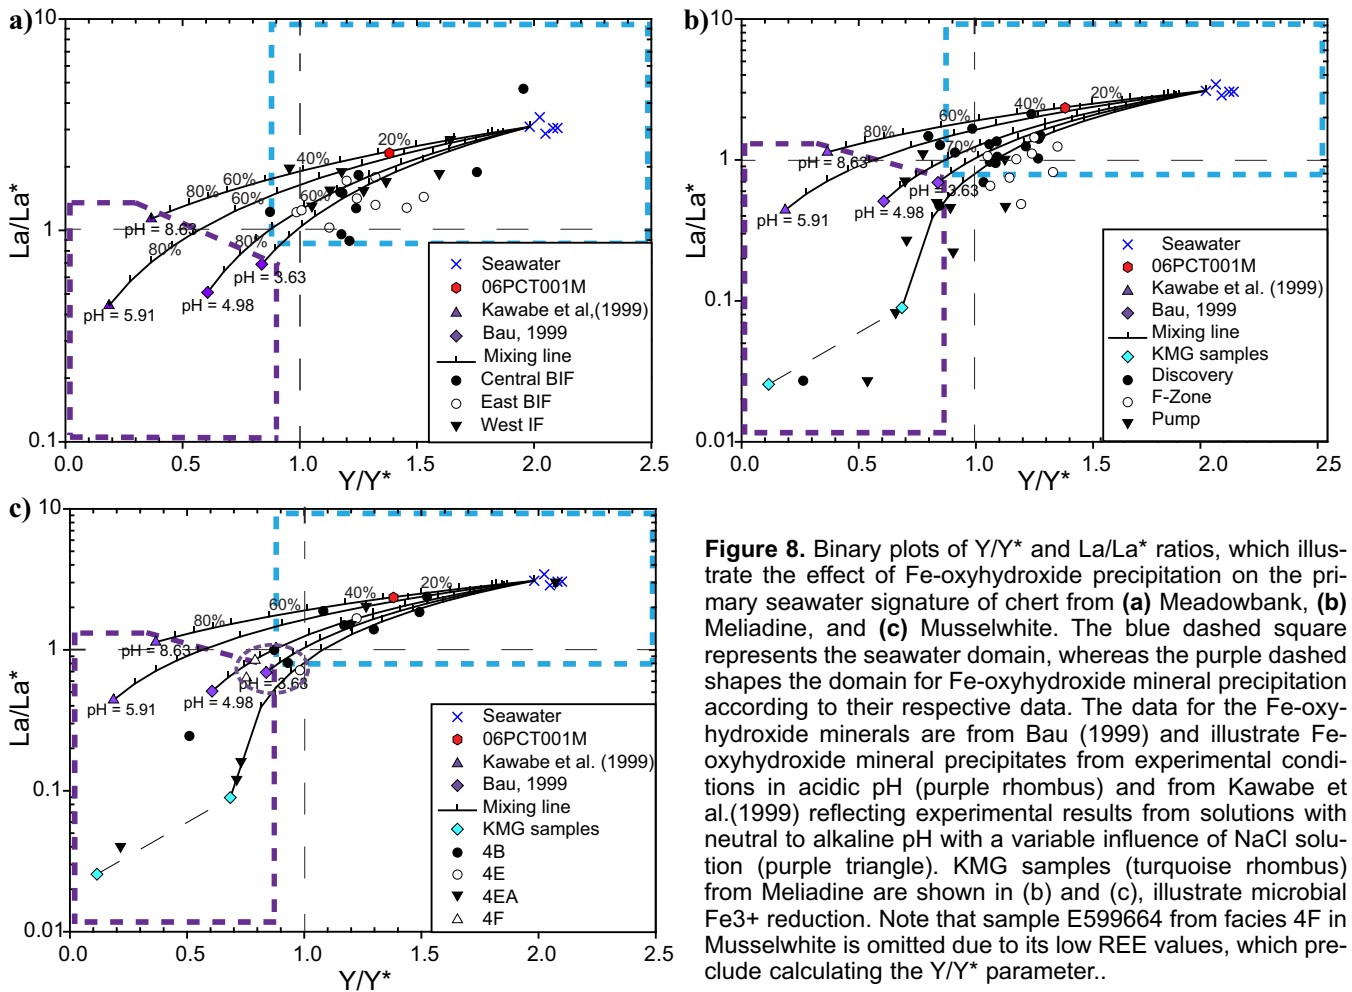 a)
10
1
0.1
La/La*
0.0 0.5 1.0 1.5 2.0 2.5
Y/Y*
20%
40%
60%
80%
60%
60%
80%
80%
pH = 8.63
pH = 5.91
pH = 4.98
pH = 3.63
Seawater
06PCT001M
Kawabe et al,(1999)
Bau, 1999
Mixing line
Central BIF
East BIF
West IF
b)
10
1
0.1
0.01
La/La*
0.0 0.5 1.0 1.5 2.0 2.5
Y/Y*
20%
40%
60%
80%
70%
pH = 8.63
pH = 5.91
pH = 4.98
pH = 3.63
Seawater
06PCT001M
Kawabe et al. (1999)
Bau, 1999
Mixing line
KMG samples
Discovery
F-Zone
Pump
c)
10
1
0.1
0.01
La/La*
0.0 0.5 1.0 1.5 2.0 2.5
Y/Y*
20%
40%
60%
80%
pH = 8.63
pH = 5.91
pH = 4.98
pH = 3.63
Seawater
06PCT001M
Kawabe et al. (1999)
Bau, 1999
Mixing line
KMG samples
4B
4E
4EA
4F
Figure 8. Binary plots of Y/Y* and La/La* ratios, which illus-
trate the effect of Fe-oxyhydroxide precipitation on the pri-
mary seawater signature of chert from (a) Meadowbank, (b)
Meliadine, and (c) Musselwhite. The blue dashed square
represents the seawater domain, whereas the purple dashed
shapes the domain for Fe-oxyhydroxide mineral precipitation
according to their respective data. The data for the Fe-oxy-
hydroxide minerals are from Bau (1999) and illustrate Fe-
oxyhydroxide mineral precipitates from experimental condi-
tions in acidic pH (purple rhombus) and from Kawabe et
al.(1999) reflecting experimental results from solutions with
neutral to alkaline pH with a variable influence of NaCl solu-
tion (purple triangle). KMG samples (turquoise rhombus)
from Meliadine are shown in (b) and (c), illustrate microbial
Fe3+ reduction. Note that sample E599664 from facies 4F in
Musselwhite is omitted due to its low REE values, which pre-
clude calculating the Y/Y* parameter..